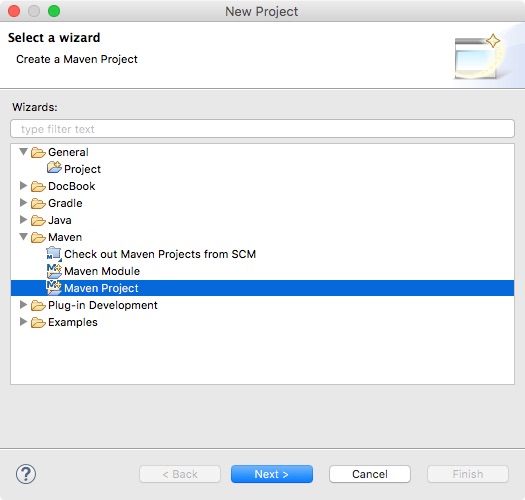 New Project
Select a wizard
Create a Maven Project
Wizards:
type filter text
General
Project
DocBook
Gradle
Java
Maven
Check out Maven Projects from SCM
Maven Module
Maven Project
Plug-in Development
Examples
? < Back Next > Cancel Finish